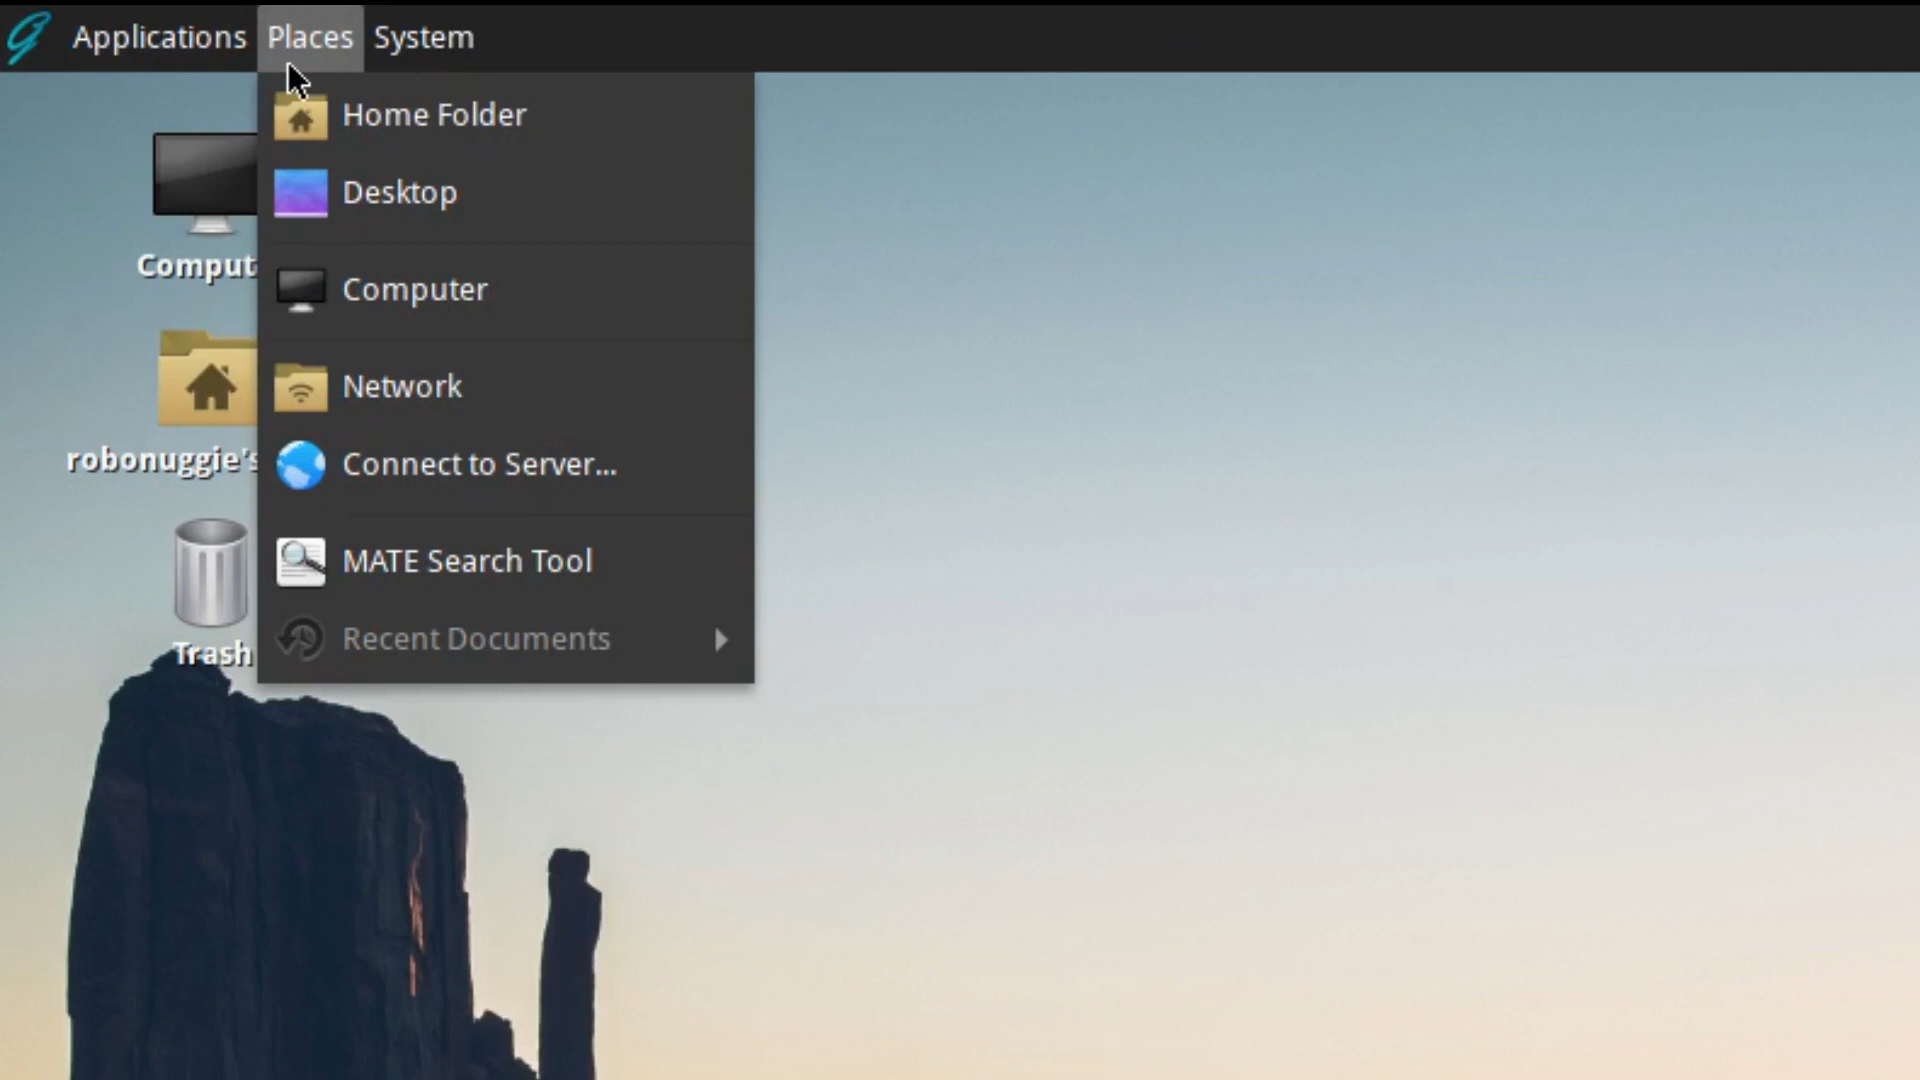 Applications Places System
Home Folder
Desktop
Computer
Network
Connect to Server...
MATE Search Tool
Recent Documents
Comput
robonuggie's
Trash